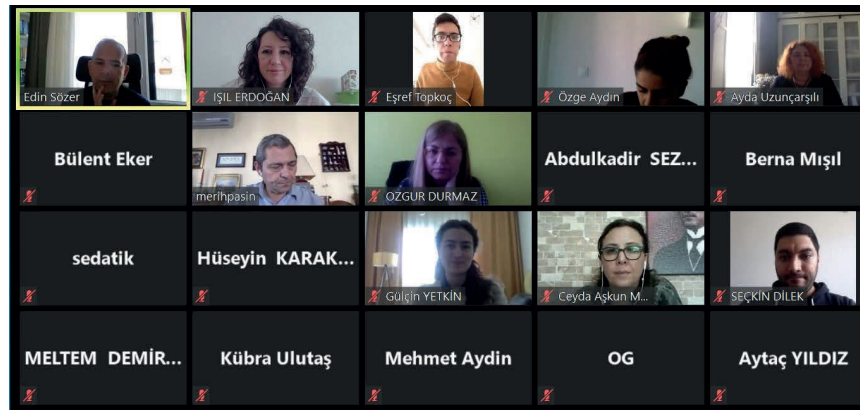 Edin Sözer
IŞIL ERDOĞAN
Eşref Topkoç
Özge Aydın
Ayda Uzunçarşılı
Bülent Eker
merihpasin
OZGUR DURMAZ
Abdulkadir SEZ...
Berna Mışıl
sedatik
Hüseyin KARAK...
Gülçin YETKİN
Ceyda Aşkun M...
SEÇKİN DİLEK
MELTEM DEMİR...
Kübra Ulutaş
Mehmet Aydin
OG
Aytaç YILDIZ